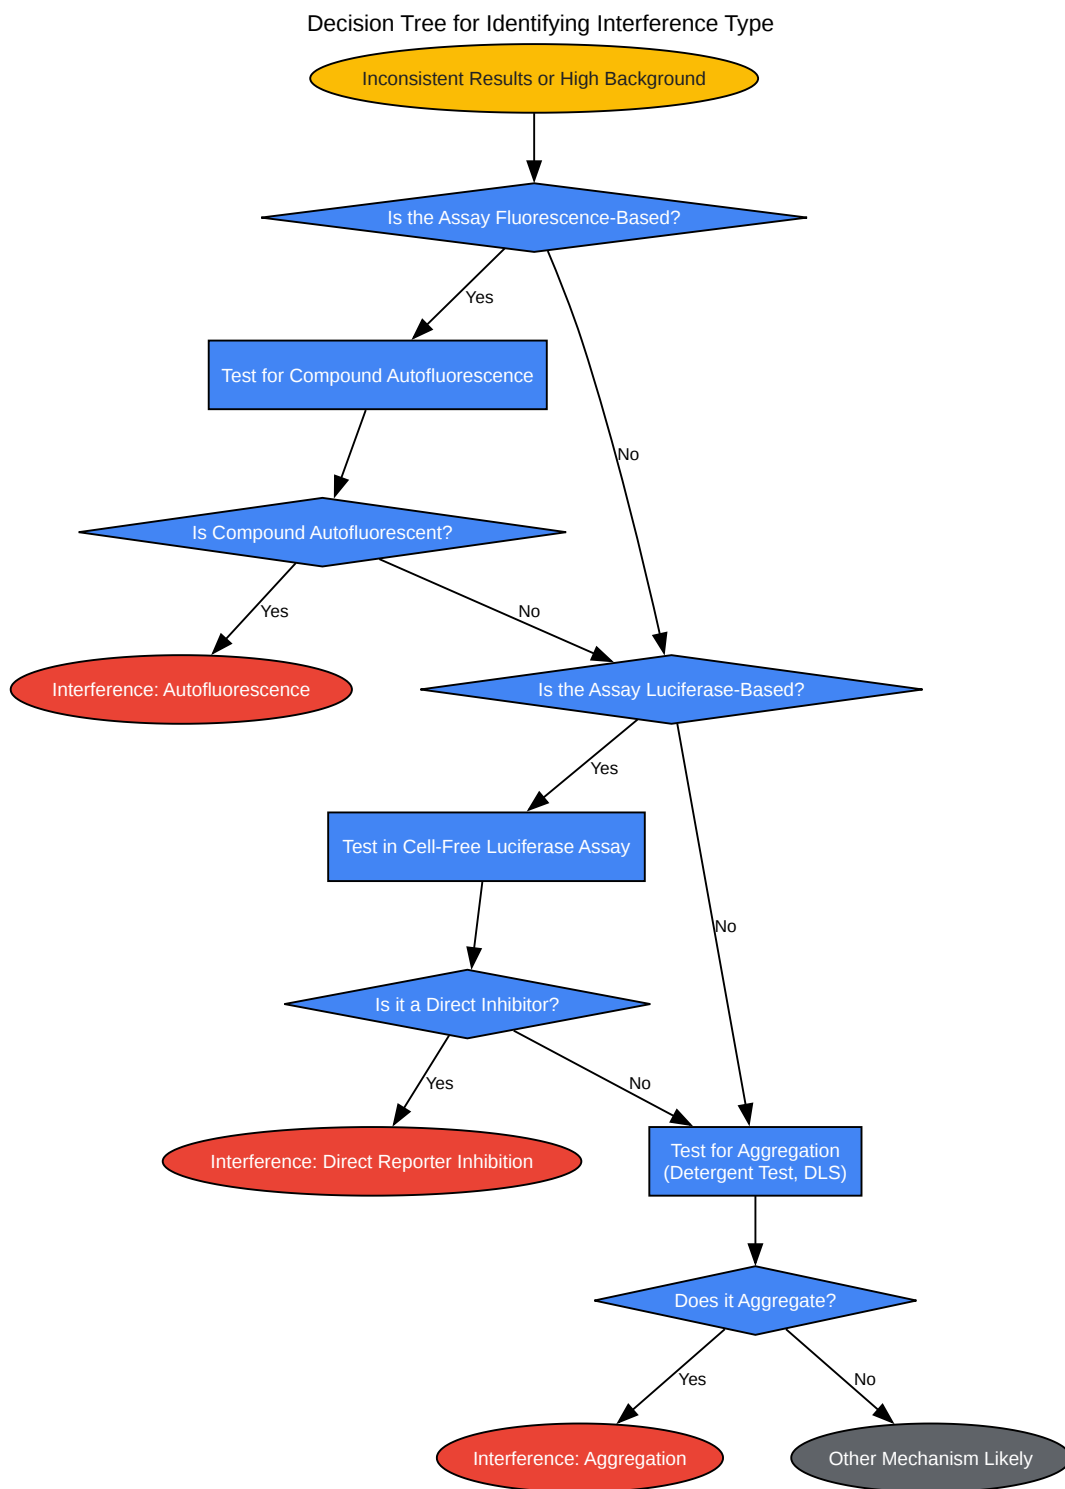 Decision Tree for Identifying Interference Type
Inconsistent Results or High Background
Is the Assay Fluorescence-Based?
Yes
Test for Compound Autofluorescence
No
Is Compound Autofluorescent?
Yes
No
Interference: Autofluorescence
Is the Assay Luciferase-Based?
Yes
Test in Cell-Free Luciferase Assay
No
Is it a Direct Inhibitor?
Yes
No
Interference: Direct Reporter Inhibition
Test for Aggregation
(Detergent Test, DLS)
Does it Aggregate?
Yes
No
Interference: Aggregation
Other Mechanism Likely